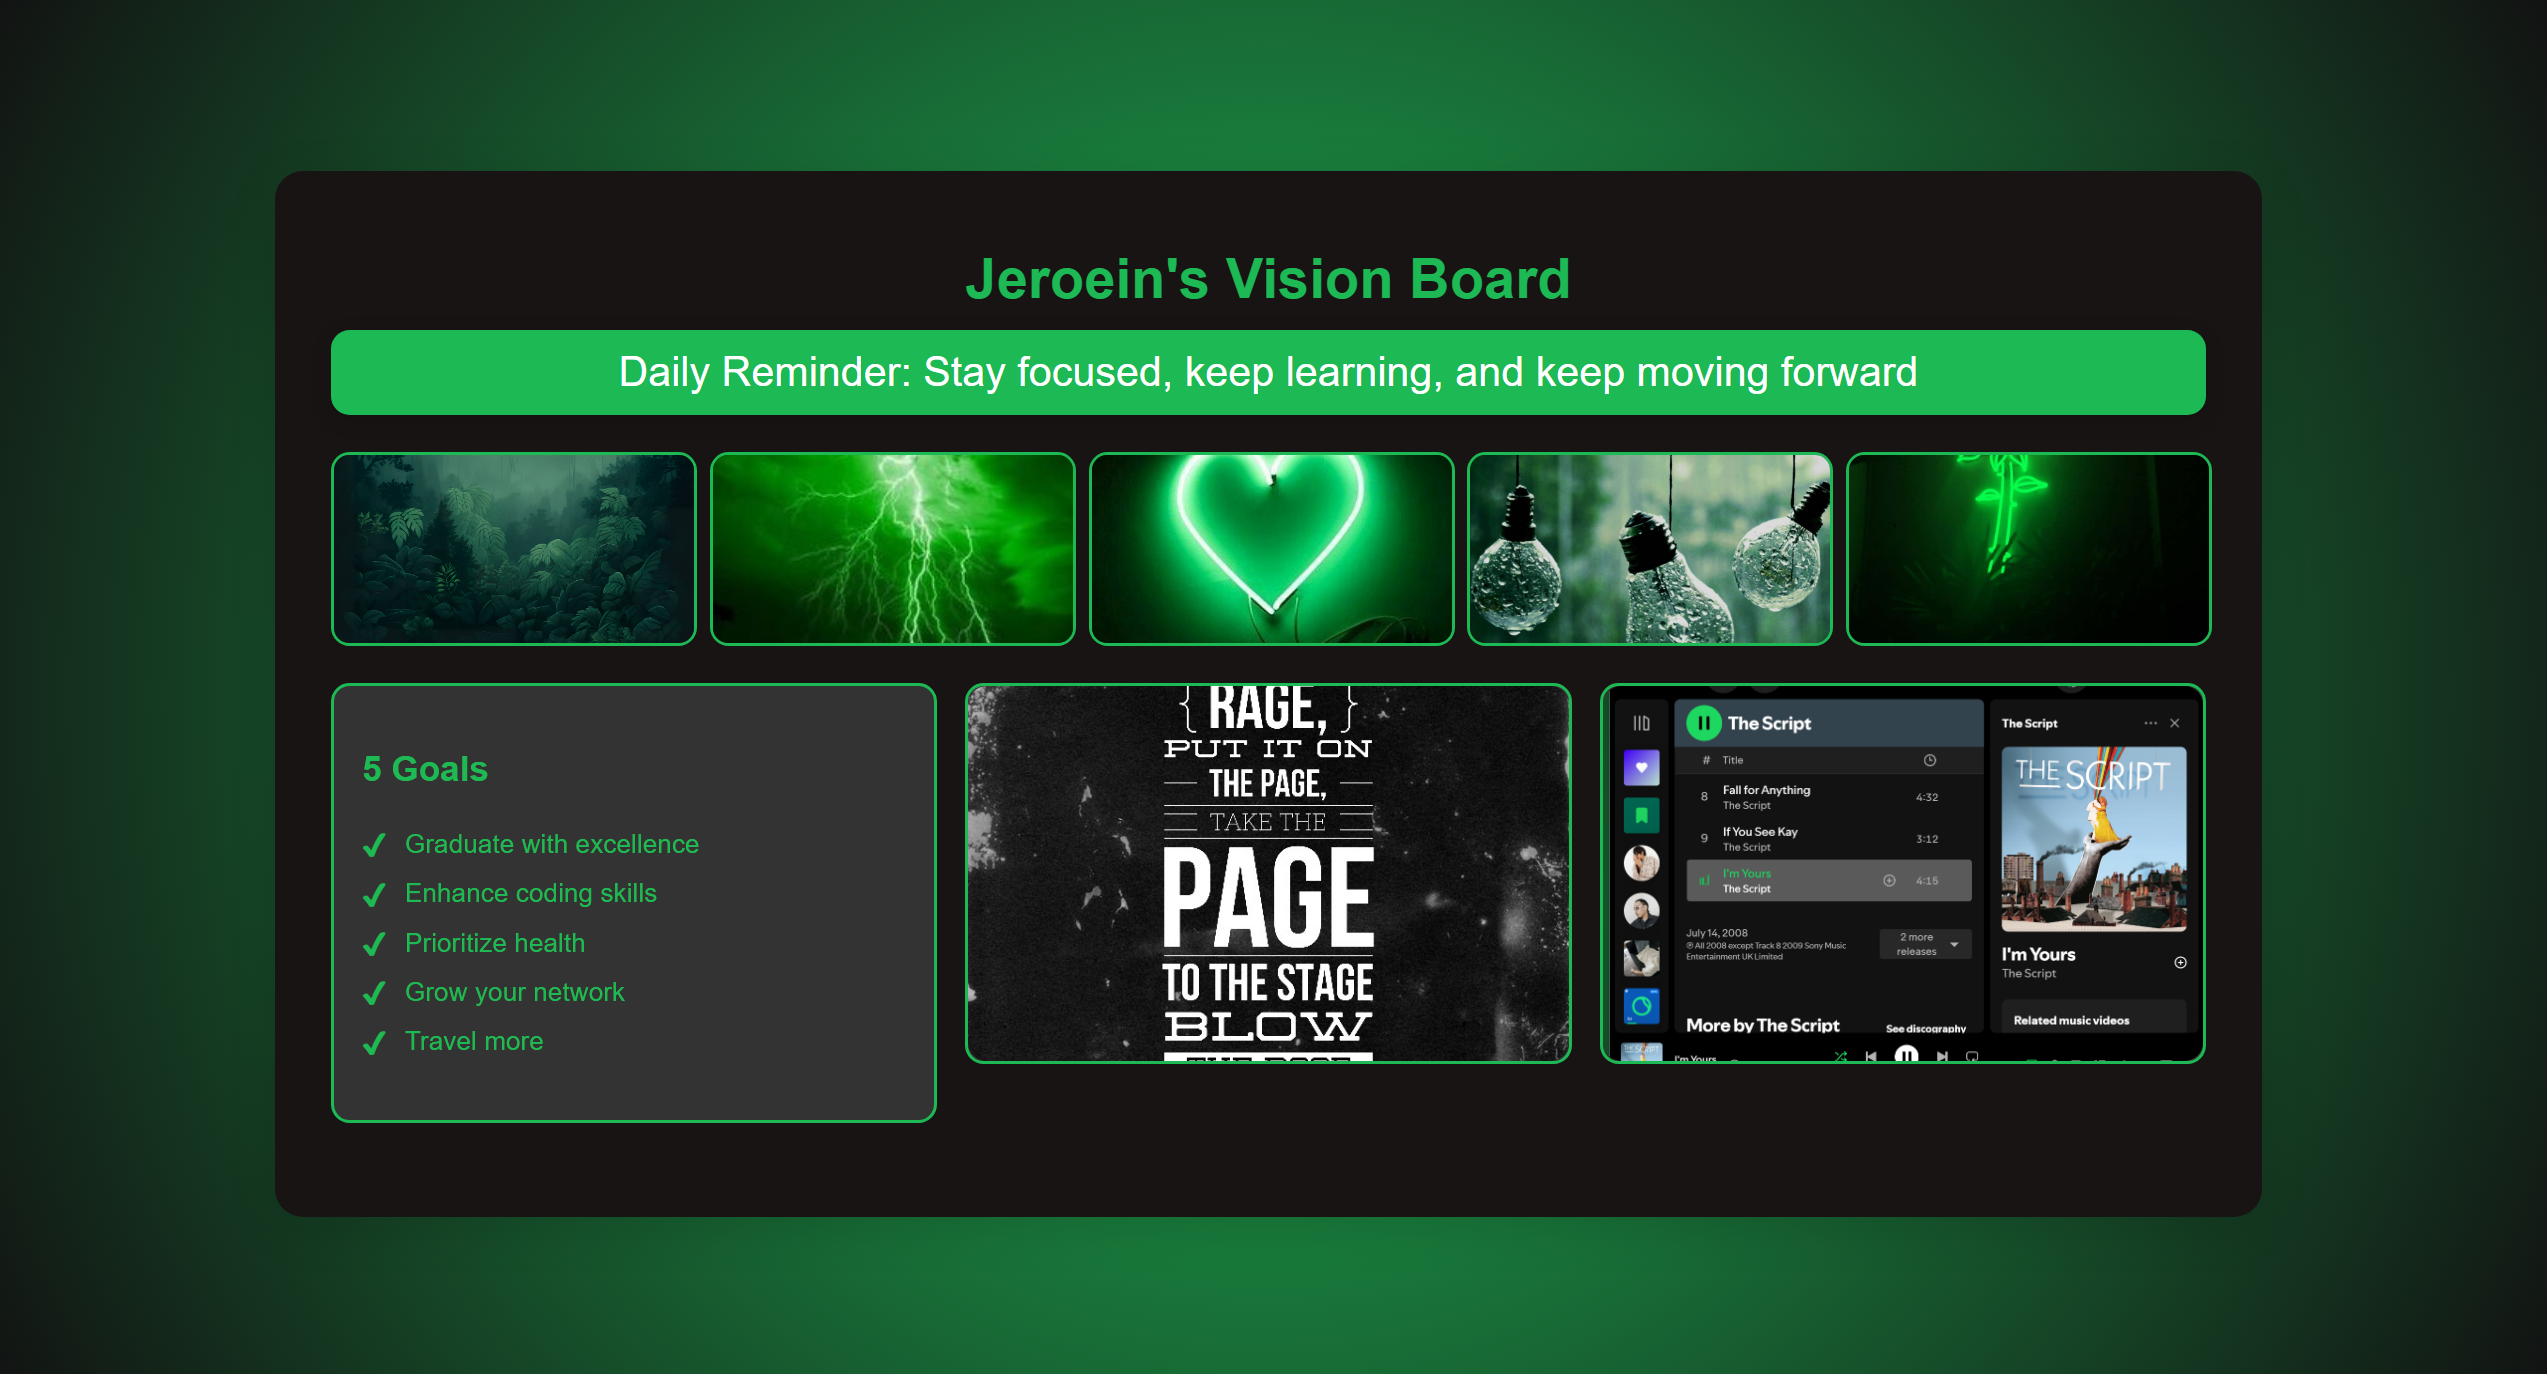 Jeroein's Vision Board
Daily Reminder: Stay focused, keep learning, and keep moving forward
5 Goals
✔ Graduate with excellence
✔ Enhance coding skills
✔ Prioritize health
✔ Grow your network
✔ Travel more
{ RAGE, }
PUT IT ON
THE PAGE,
TAKE THE
PAGE
TO THE STAGE
BLOW
The Script
# Title
8 Fall for Anything 4:32
The Script
9 If You See Kay 3:12
The Script
I'm Yours 4:15
The Script
July 14, 2008
℗ All 2008 except Track 8 2009 Sony Music
Entertainment UK Limited
2 more
releases
More by The Script
See discography
I'm Yours
The Script
THE SCRIPT
I'm Yours
The Script
Related music videos